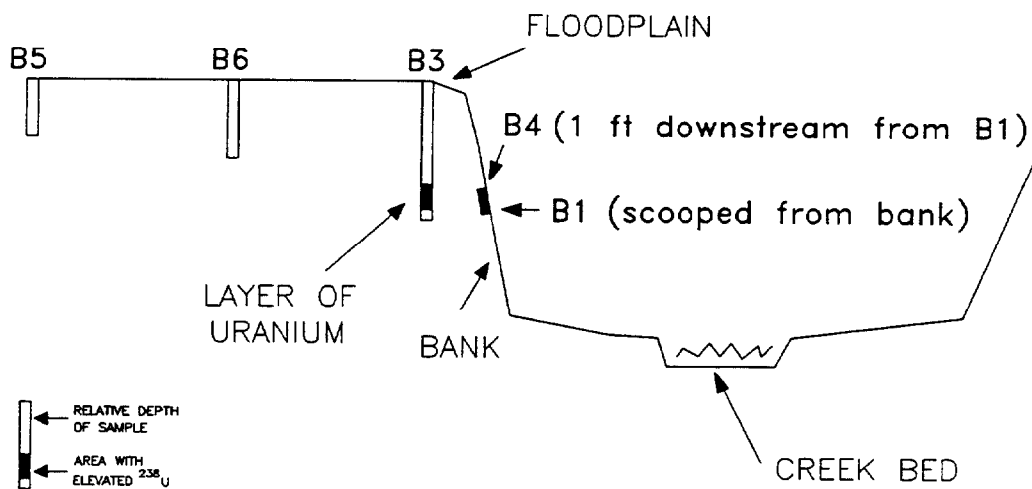 FLOODPLAIN
B5
B6
B3
B4 (1 ft downstream from B1)
B1 (scooped from bank)
LAYER OF
URANIUM
BANK
RELATIVE DEPTH
OF SAMPLE
AREA WITH
ELEVATED ²³⁸U
CREEK BED